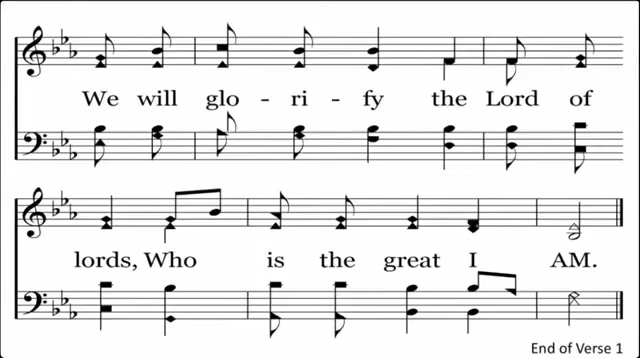 We will glo - ri - fy the Lord of
lords, Who is the great I AM.
End of Verse 1